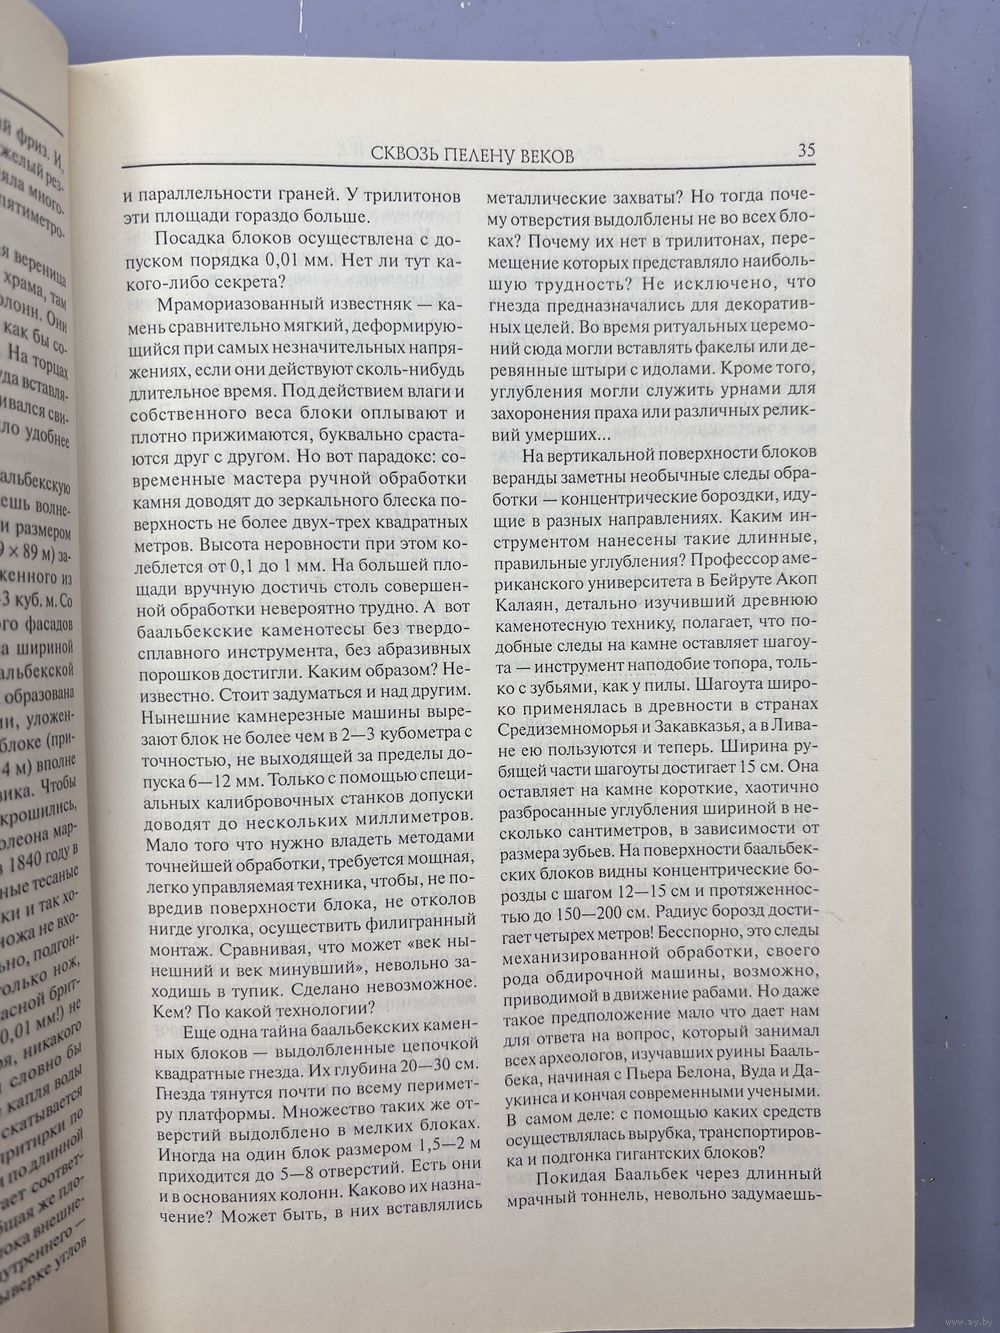 СКВОЗЬ ПЕЛЕНУ ВЕКОВ
35
и параллельности граней. У трилитонов
эти площади гораздо больше.
Посадка блоков осуществлена с до-
пуском порядка 0,01 мм. Нет ли тут ка-
кого-либо секрета?
Мраморизованный известняк — ка-
мень сравнительно мягкий, деформирую-
щийся при самых незначительных напря-
жениях, если они действуют сколь-нибудь
длительное время. Под действием влаги и
собственного веса блоки оплывают и
плотно прижимаются, буквально сраста-
ются друг с другом. Но вот парадокс: со-
временные мастера ручной обработки
камня доводят до зеркального блеска по-
верхность не более двух-трех квадратных
метров. Высота неровности при этом ко-
леблется от 0,1 до 1 мм. На большей пло-
щади вручную достичь столь совершен-
ной обработки невероятно трудно. А вот
баальбекские каменотесы без твердо-
сплавного инструмента, без абразивных
порошков достигли. Каким образом? Не-
известно. Стоит задуматься и над другим.
Нынешние камнерезные машины выре-
зают блок не более чем в 2—3 кубометра с
точностью, не выходящей за пределы до-
пуска 6—12 мм. Только с помощью специ-
альных калибровочных станков допуски
доводят до нескольких миллиметров.
Мало того что нужно владеть методами
точнейшей обработки, требуется мощная,
легко управляемая техника, чтобы, не по-
вредив поверхности блока, не отколов
нигде уголка, осуществить филигранный
монтаж. Сравнивая, что может «век ны-
нешний и век минувший», невольно за-
ходишь в тупик. Сделано невозможное.
Кем? По какой технологии?
Еще одна тайна баальбекских камен-
ных блоков — выдолбленные цепочкой
квадратные гнезда. Их глубина 20—30 см.
Гнезда тянутся почти по всему перимет-
ру платформы. Множество таких же от-
верстий выдолблено в мелких блоках.
Иногда на один блок размером 1,5—2 м
приходится до 5—8 отверстий. Есть они
и в основаниях колонн. Каково их назна-
чение? Может быть, в них вставлялись
металлические захваты? Но тогда поче-
му отверстия выдолблены не во всех бло-
ках? Почему их нет в трилитонах, пере-
мещение которых представляло наиболь-
шую трудность? Не исключено, что
гнезда предназначались для декоратив-
ных целей. Во время ритуальных церемо-
ний сюда могли вставлять факелы или де-
ревянные штыри с идолами. Кроме того,
углубления могли служить урнами для
захоронения праха или различных релик-
вий умерших...
На вертикальной поверхности блоков
веранды заметны необычные следы обра-
ботки — концентрические бороздки, иду-
щие в разных направлениях. Каким ин-
струментом нанесены такие длинные,
правильные углубления? Профессор аме-
риканского университета в Бейруте Акоп
Калаян, детально изучивший древнюю
каменотесную технику, полагает, что по-
добные следы на камне оставляет шагоу-
та — инструмент наподобие топора, толь-
ко с зубьями, как у пилы. Шагоута широ-
ко применялась в древности в странах
Средиземноморья и Закавказья, а в Лива-
не ею пользуются и теперь. Ширина ру-
бящей части шагоуты достигает 15 см. Она
оставляет на камне короткие, хаотично
разбросанные углубления шириной в не-
сколько сантиметров, в зависимости от
размера зубьев. На поверхности баальбек-
ских блоков видны концентрические бо-
розды с шагом 12—15 см и протяженнос-
тью до 150—200 см. Радиус борозд дости-
гает четырех метров! Бесспорно, это следы
механизированной обработки, своего
рода обдирочной машины, возможно,
приводимой в движение рабами. Но даже
такое предположение мало что дает нам
для ответа на вопрос, который занимал
всех археологов, изучавших руины Бааль-
бека, начиная с Пьера Белона, Вуда и Да-
укинса и кончая современными учеными.
В самом деле: с помощью каких средств
осуществлялась вырубка, транспортиров-
ка и подгонка гигантских блоков?
Покидая Баальбек через длинный
мрачный тоннель, невольно задумаешь-
www.ay.by